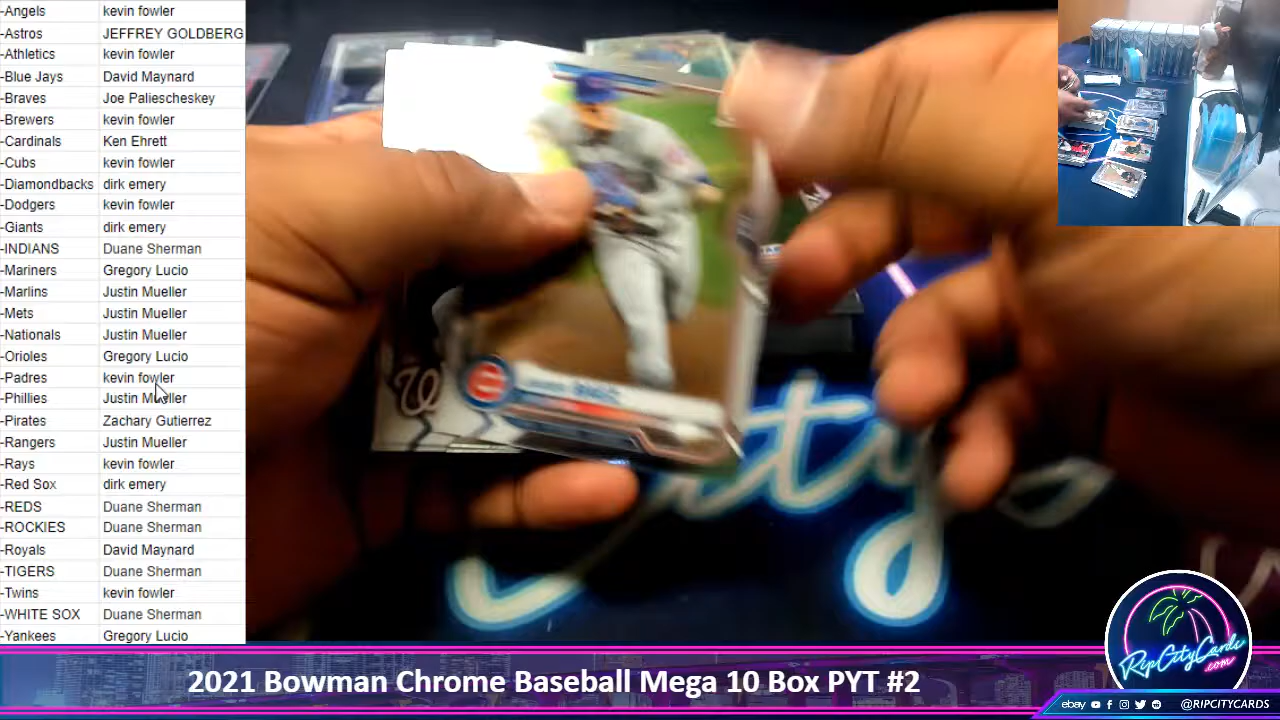 -Angels kevin fowler
-Astros JEFFREY GOLDBERG
-Athletics kevin fowler
-Blue Jays David Maynard
-Braves Joe Paliescheskey
-Brewers kevin fowler
-Cardinals Ken Ehrett
-Cubs kevin fowler
-Diamondbacks dirk emery
-Dodgers kevin fowler
-Giants dirk emery
-INDIANS Duane Sherman
-Mariners Gregory Lucio
-Marlins Justin Mueller
-Mets Justin Mueller
-Nationals Justin Mueller
-Orioles Gregory Lucio
-Padres kevin fowler
-Phillies Justin Mueller
-Pirates Zachary Gutierrez
-Rangers Justin Mueller
-Rays kevin fowler
-Red Sox dirk emery
-REDS Duane Sherman
-ROCKIES Duane Sherman
-Royals David Maynard
-TIGERS Duane Sherman
-Twins kevin fowler
-WHITE SOX Duane Sherman
-Yankees Gregory Lucio
2021 Bowman Chrome Baseball Mega 10 Box PYT #2
RipCityCards
.com
ebay @RIPCITYCARDS